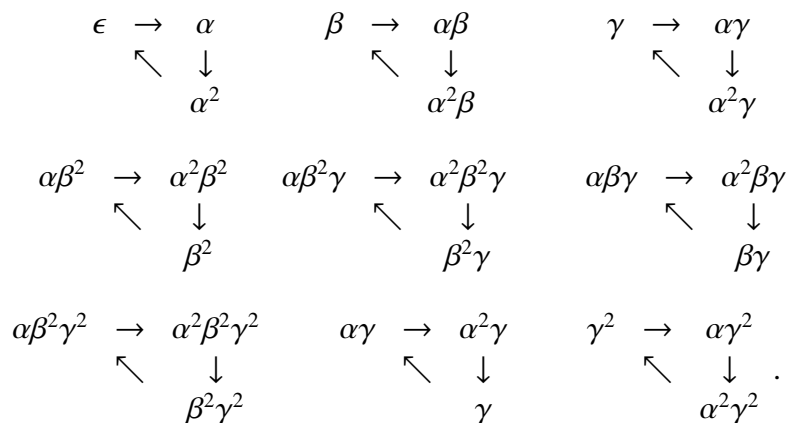 ϵ → α β → αβ γ → αγ
↖ ↓ ↖ ↓ ↖ ↓
α² α²β α²γ
αβ² → α²β² αβ²γ → α²β²γ αβγ → α²βγ
↖ ↓ ↖ ↓ ↖ ↓
β² β²γ βγ
αβ²γ² → α²β²γ² αγ → α²γ γ² → αγ²
↖ ↓ ↖ ↓ ↖ ↓ .
β²γ² γ α²γ²